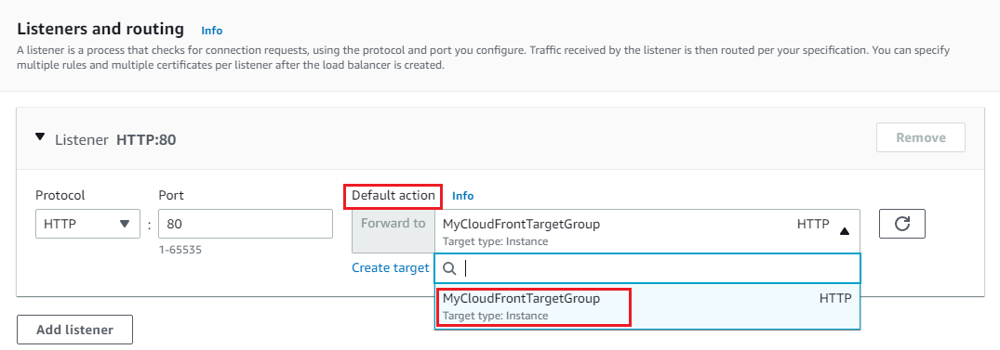 Listeners and routing Info
A listener is a process that checks for connection requests, using the protocol and port you configure. Traffic received by the listener is then routed per your specification. You can specify
multiple rules and multiple certificates per listener after the load balancer is created.
Listener HTTP:80
Remove
Protocol
Port
Default action Info
HTTP
:
80
Forward to
MyCloudFrontTargetGroup
HTTP
Target type: Instance
1-65535
Create target
MyCloudFrontTargetGroup
HTTP
Target type: Instance
Add listener